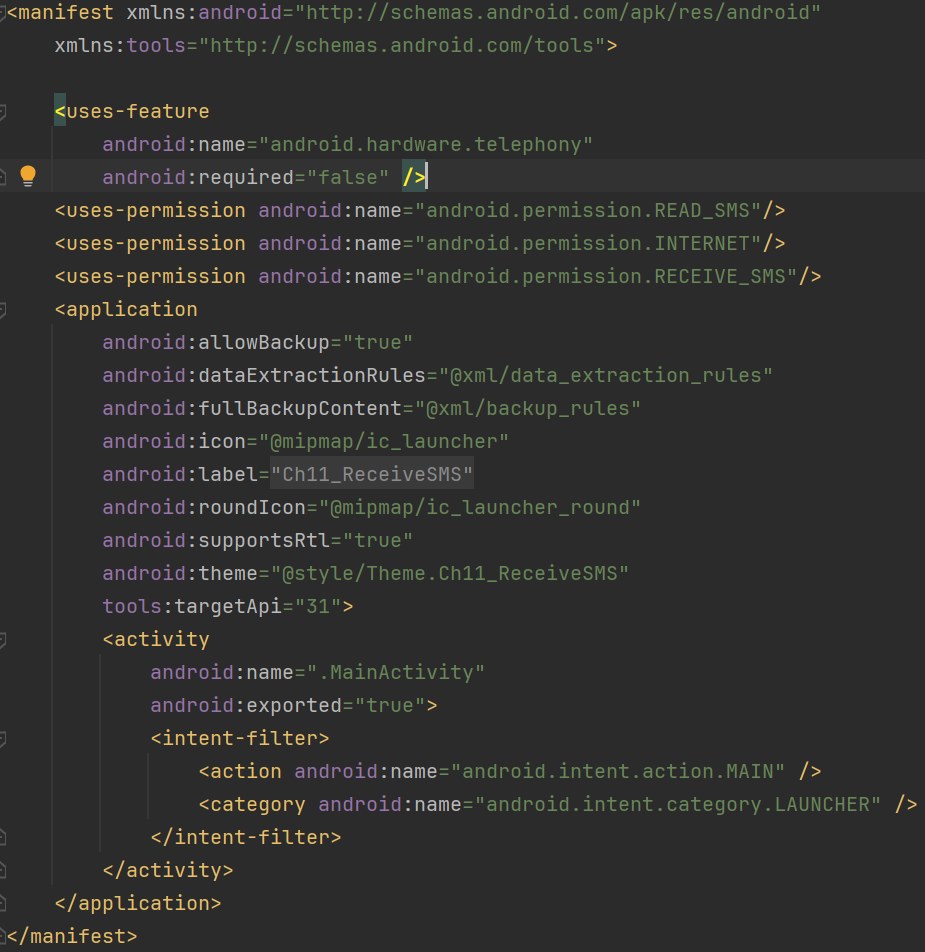 <manifest xmlns:android="http://schemas.android.com/apk/res/android"
    xmlns:tools="http://schemas.android.com/tools">

    <uses-feature
        android:name="android.hardware.telephony"
        android:required="false" />
    <uses-permission android:name="android.permission.READ_SMS"/>
    <uses-permission android:name="android.permission.INTERNET"/>
    <uses-permission android:name="android.permission.RECEIVE_SMS"/>
    <application
        android:allowBackup="true"
        android:dataExtractionRules="@xml/data_extraction_rules"
        android:fullBackupContent="@xml/backup_rules"
        android:icon="@mipmap/ic_launcher"
        android:label="Ch11_ReceiveSMS"
        android:roundIcon="@mipmap/ic_launcher_round"
        android:supportsRtl="true"
        android:theme="@style/Theme.Ch11_ReceiveSMS"
        tools:targetApi="31">
        <activity
            android:name=".MainActivity"
            android:exported="true">
            <intent-filter>
                <action android:name="android.intent.action.MAIN" />
                <category android:name="android.intent.category.LAUNCHER" />
            </intent-filter>
        </activity>
    </application>
</manifest>